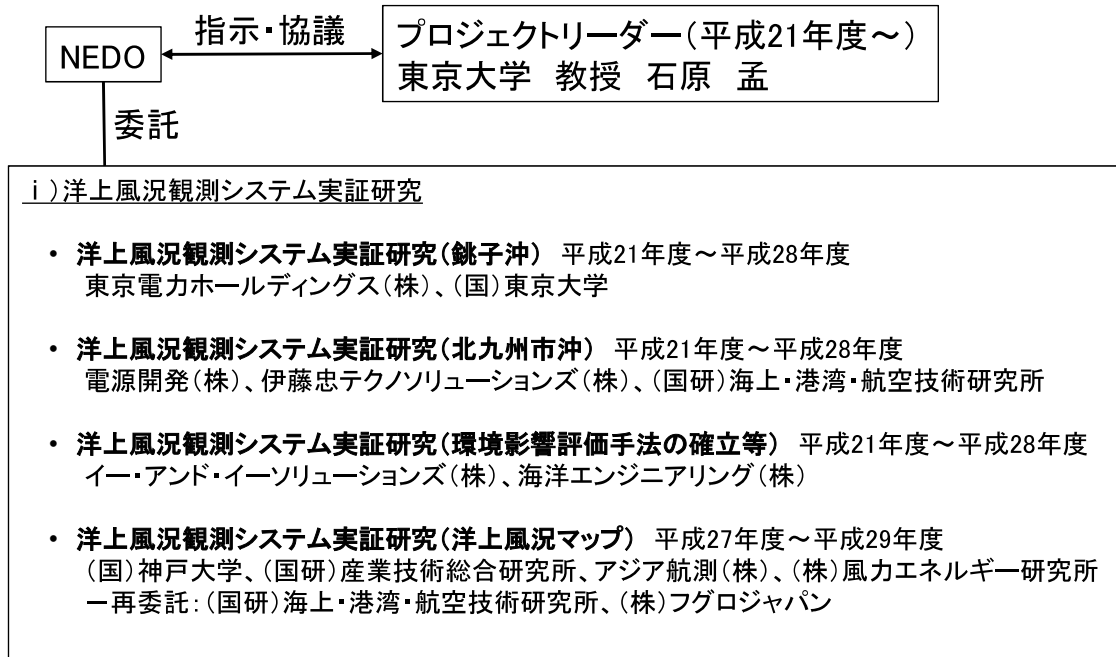 NEDO
指示・協議
プロジェクトリーダー(平成21年度~)
東京大学 教授 石原 孟
委託
ⅰ)洋上風況観測システム実証研究
・ 洋上風況観測システム実証研究(銚子沖) 平成21年度~平成28年度
東京電力ホールディングス(株)、(国)東京大学
・ 洋上風況観測システム実証研究(北九州市沖) 平成21年度~平成28年度
電源開発(株)、伊藤忠テクノソリューションズ(株)、(国研)海上・港湾・航空技術研究所
・ 洋上風況観測システム実証研究(環境影響評価手法の確立等) 平成21年度~平成28年度
イー・アンド・イーソリューションズ(株)、海洋エンジニアリング(株)
・ 洋上風況観測システム実証研究(洋上風況マップ) 平成27年度~平成29年度
(国)神戸大学、(国研)産業技術総合研究所、アジア航測(株)、(株)風力エネルギー研究所
-再委託:(国研)海上・港湾・航空技術研究所、(株)フグロジャパン